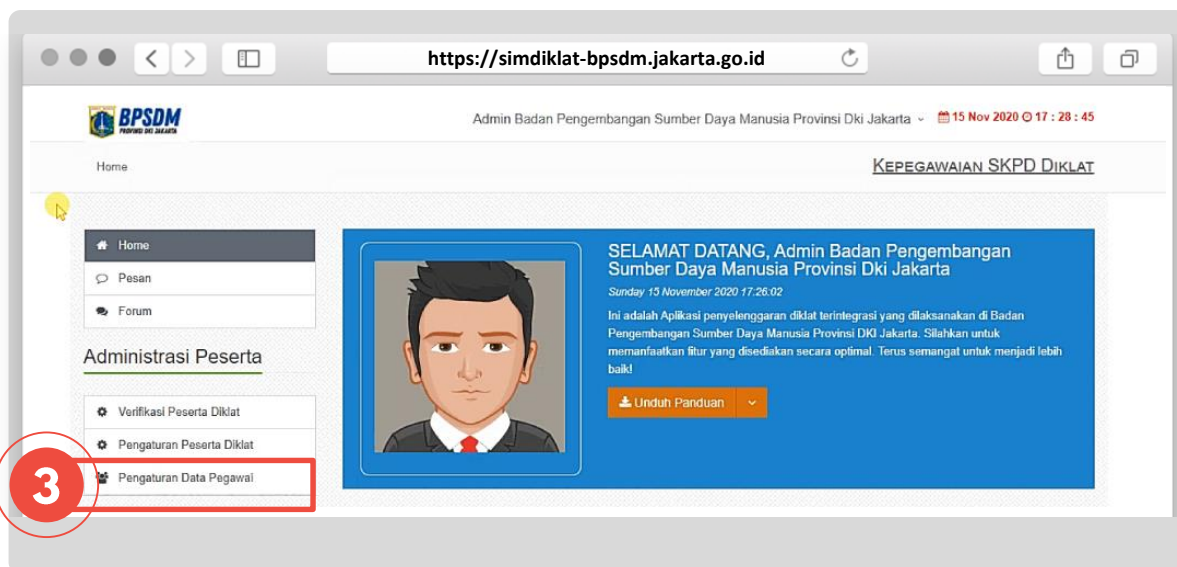 https://simdiklat-bpsdm.jakarta.go.id
BPSDM
PROVINSI DKI JAKARTA
Admin Badan Pengembangan Sumber Daya Manusia Provinsi Dki Jakarta
15 Nov 2020 17 : 28 : 45
Home
KEPEGAWAIAN SKPD DIKLAT
Home
Pesan
Forum
Administrasi Peserta
Verifikasi Peserta Diklat
Pengaturan Peserta Diklat
3
Pengaturan Data Pegawai
SELAMAT DATANG, Admin Badan Pengembangan
Sumber Daya Manusia Provinsi Dki Jakarta
Sunday 15 November 2020 17:26:02
Ini adalah Aplikasi penyelenggaran diklat terintegrasi yang dilaksanakan di Badan
Pengembangan Sumber Daya Manusia Provinsi DKI Jakarta. Silahkan untuk
memanfaatkan fitur yang disediakan secara optimal. Terus semangat untuk menjadi lebih
baik!
Unduh Panduan